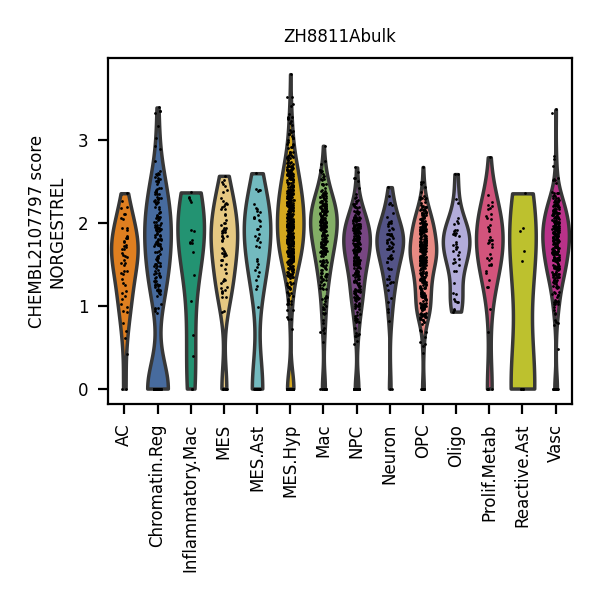 ZH8811Abulk
CHEMBL2107797 score
NORGESTREL
3
2
1
0
AC
Chromatin.Reg
Inflammatory.Mac
MES
MES.Ast
MES.Hyp
Mac
NPC
Neuron
OPC
Oligo
Prolif.Metab
Reactive.Ast
Vasc